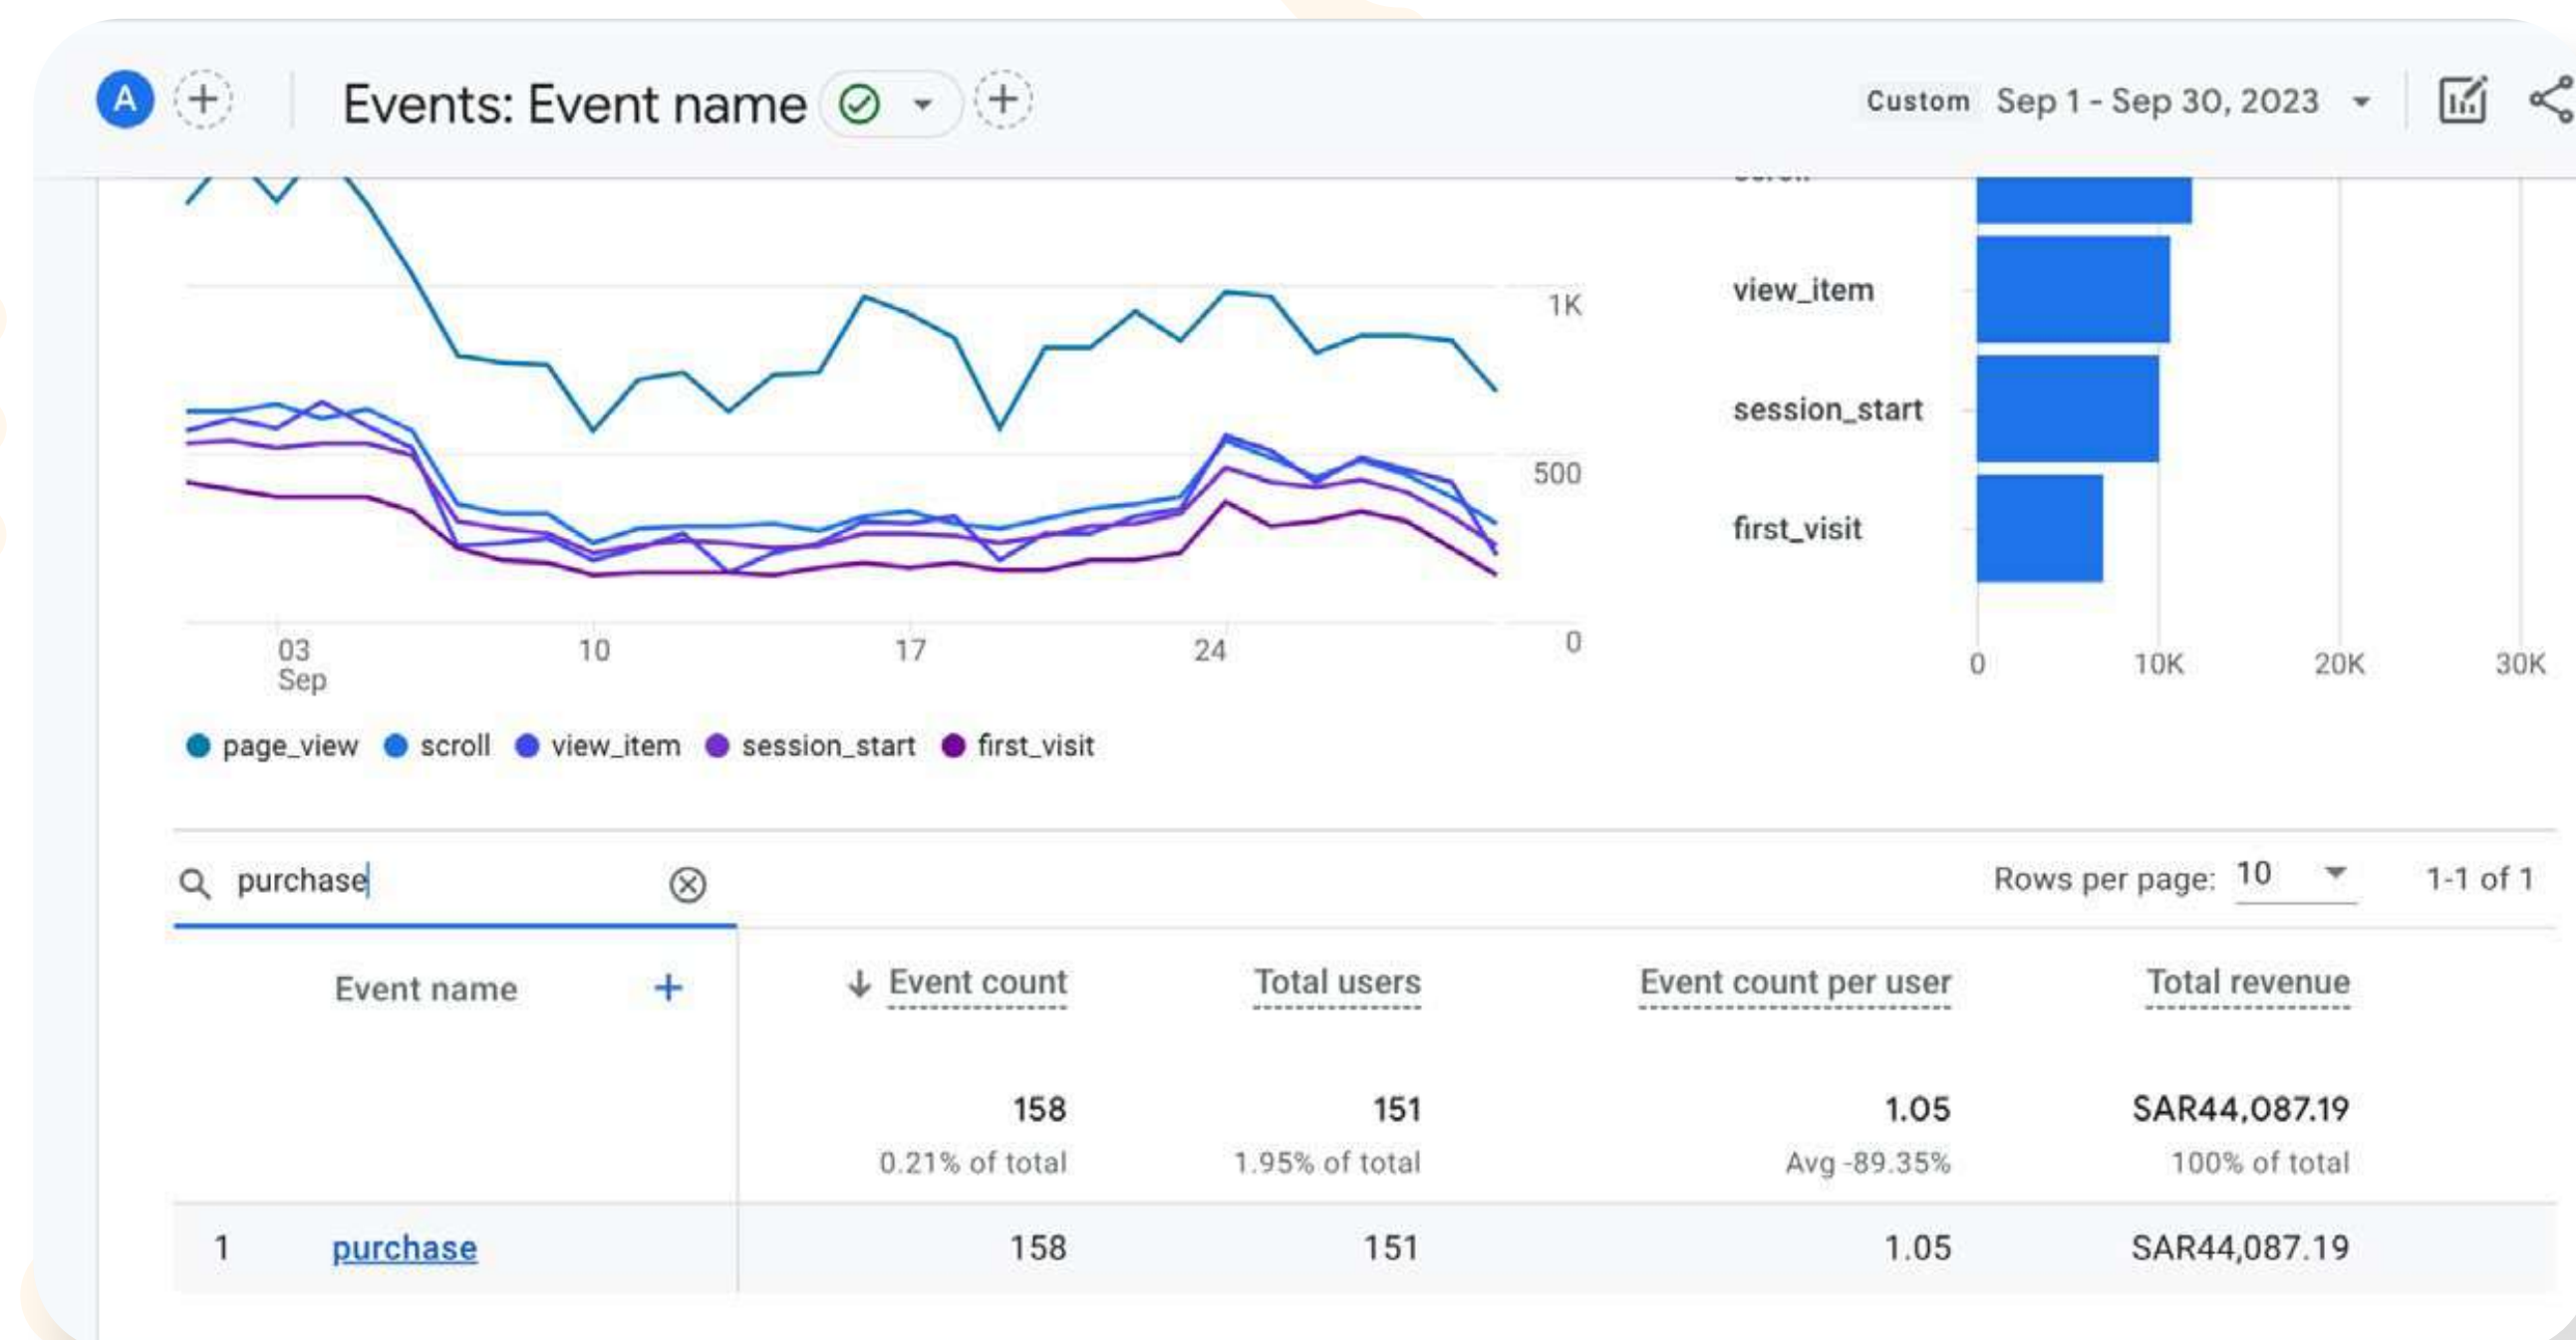 A
Events: Event name
Custom Sep 1 - Sep 30, 2023
1K
500
0
03
Sep
10
17
24
page_view scroll view_item session_start first_visit
view_item
session_start
first_visit
0 10K 20K 30K
purchase
Rows per page: 10 1-1 of 1
Event name + Event count Total users Event count per user Total revenue
158 151 1.05 SAR44,087.19
0.21% of total 1.95% of total Avg -89.35% 100% of total
1 purchase 158 151 1.05 SAR44,087.19